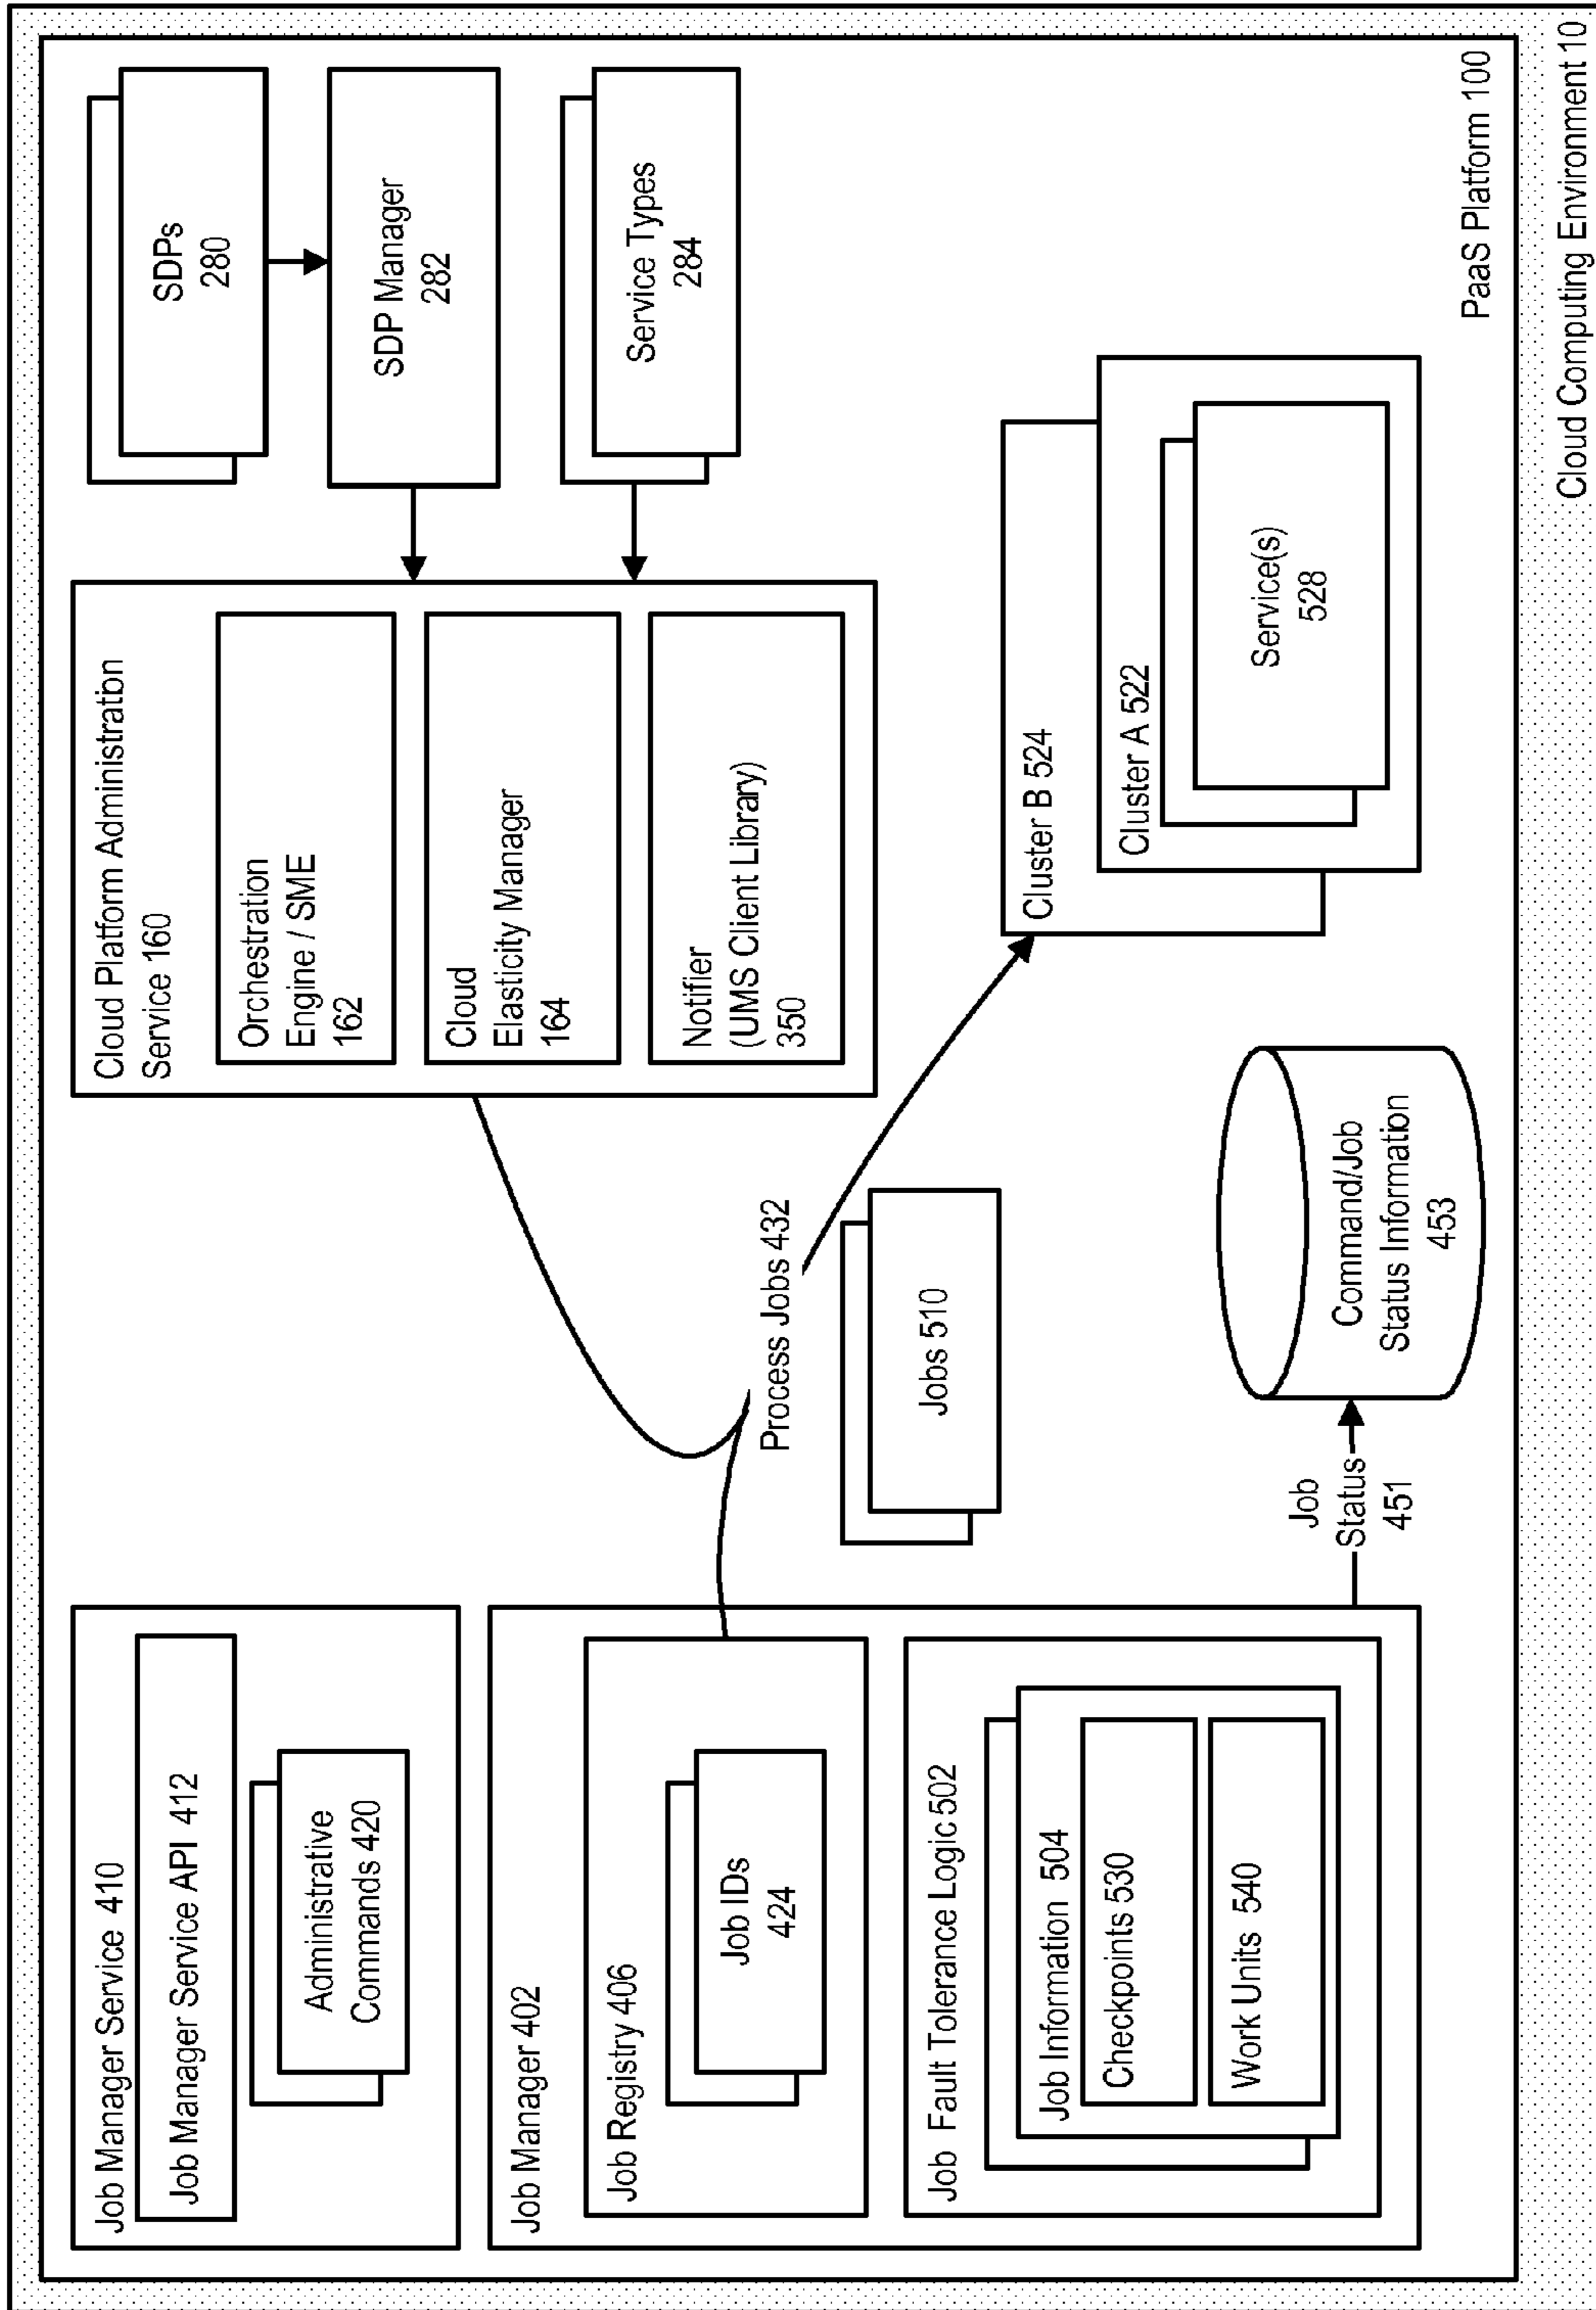 Job Manager Service 410
Job Manager Service API 412
Administrative
Commands 420
Job Manager 402
Job Registry 406
Job IDs
424
Job Fault Tolerance Logic 502
Job Information 504
Checkpoints 530
Work Units 540
Cloud Platform Administration
Service 160
Orchestration
Engine / SME
162
Cloud
Elasticity Manager
164
Notifier
(UMS Client Library)
350
SDPs
280
SDP Manager
282
Service Types
284
Process Jobs 432
Jobs 510
Cluster B 524
Cluster A 522
Service(s)
528
Job
Status
451
Command/Job
Status Information
453
PaaS Platform 100
Cloud Computing Environment 10